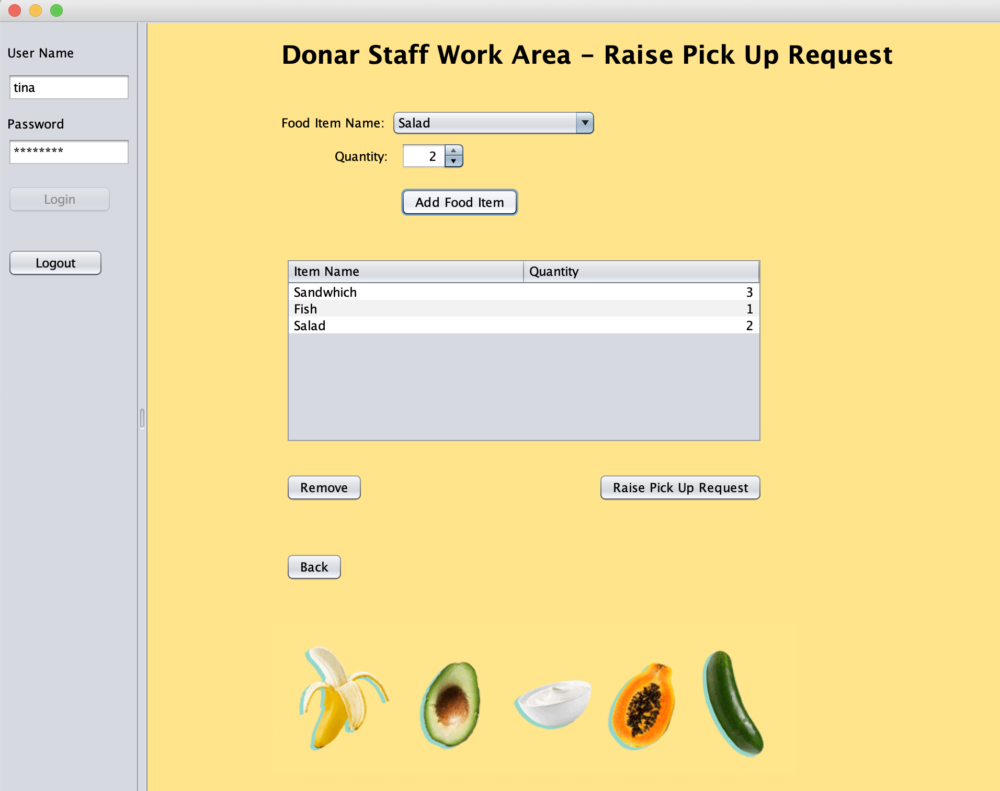 User Name
tina
Password
********
Login
Logout
Donar Staff Work Area – Raise Pick Up Request
Food Item Name: Salad
Quantity: 2
Add Food Item
Item Name Quantity
Sandwhich 3
Fish 1
Salad 2
Remove Raise Pick Up Request
Back